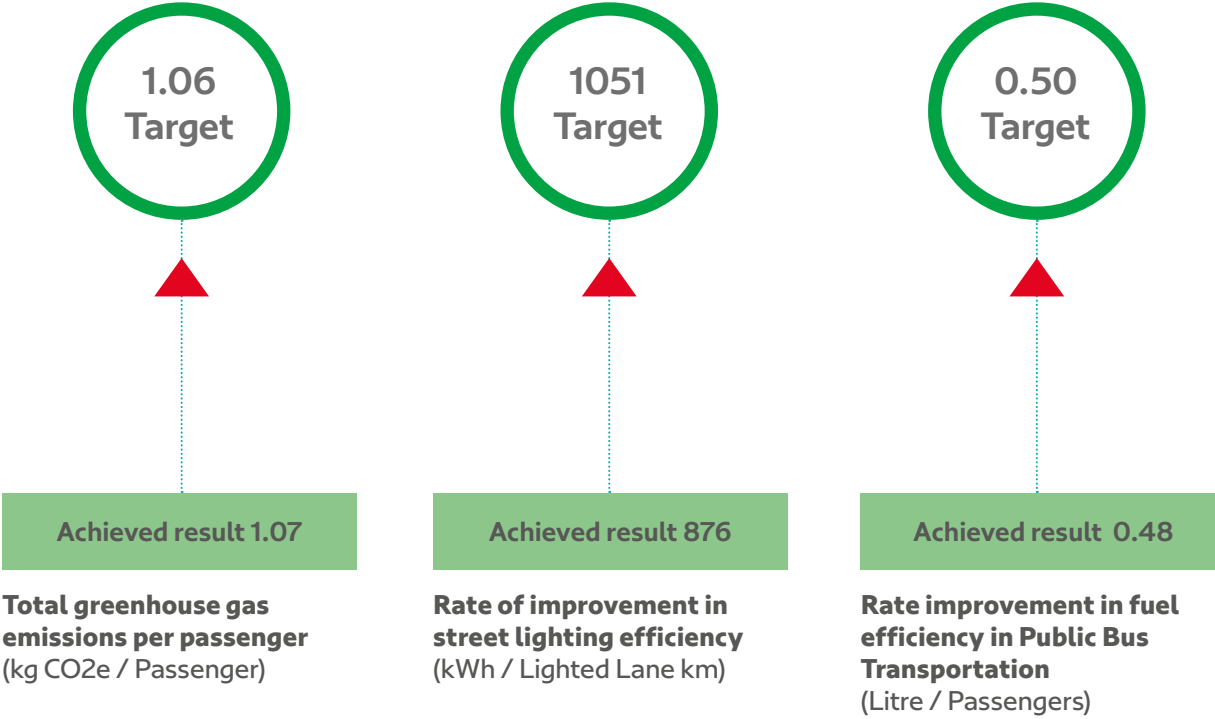 1.06
Target
1051
Target
0.50
Target
Achieved result 1.07
Achieved result 876
Achieved result 0.48
Total greenhouse gas
emissions per passenger
(kg CO2e / Passenger)
Rate of improvement in
street lighting efficiency
(kWh / Lighted Lane km)
Rate improvement in fuel
efficiency in Public Bus
Transportation
(Litre / Passengers)